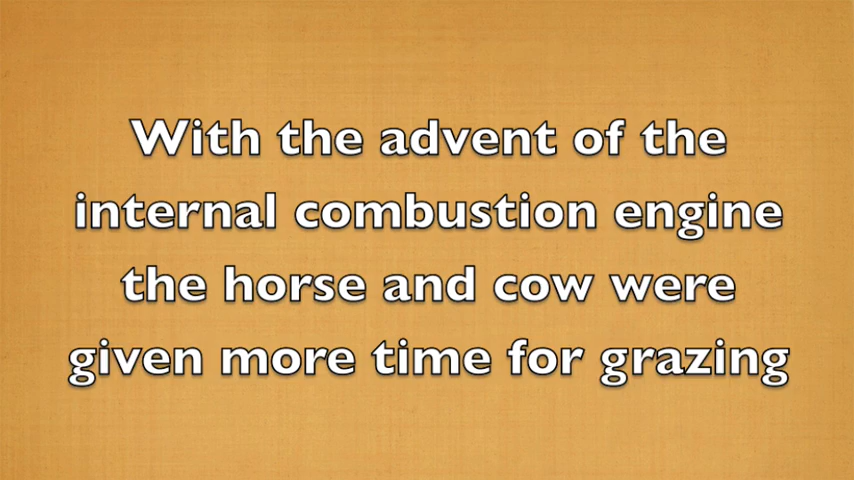 With the advent of the
internal combustion engine
the horse and cow were
given more time for grazing